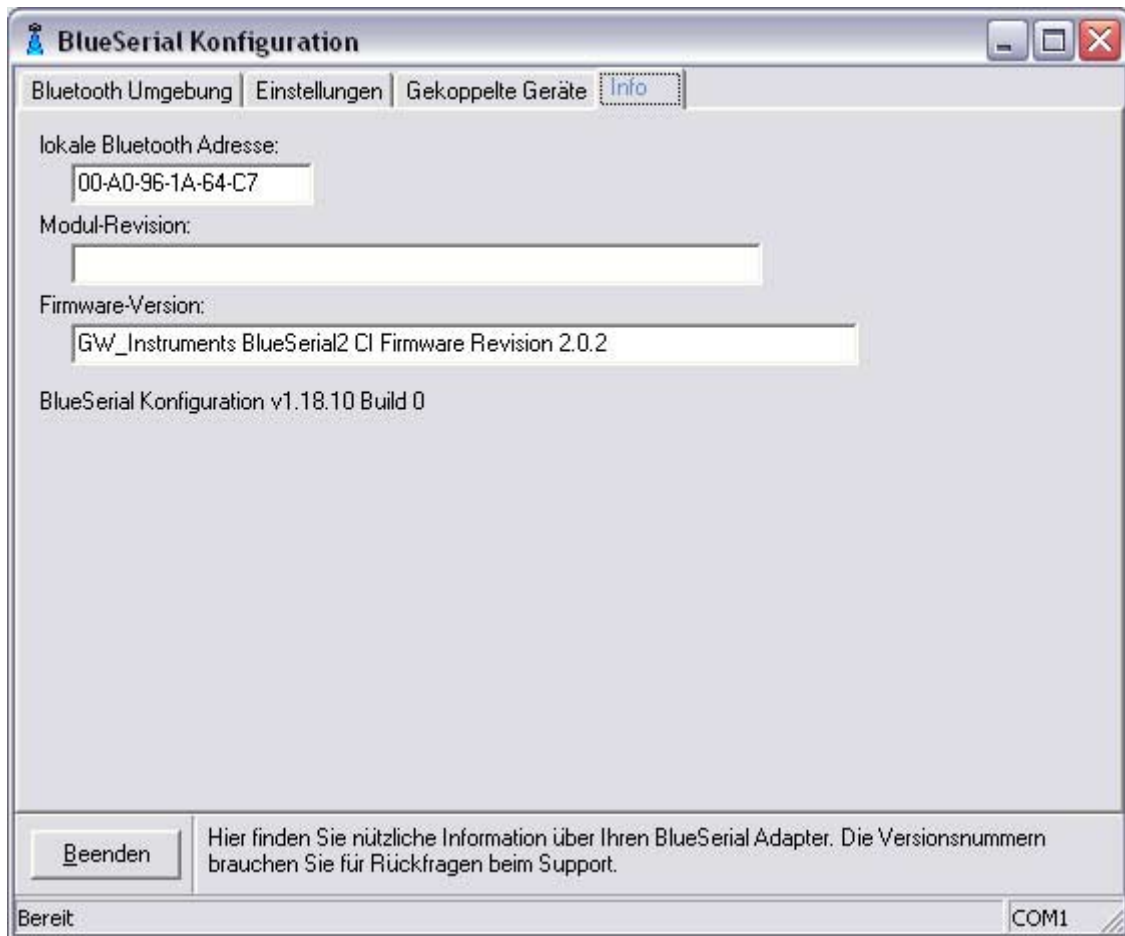 BlueSerial Konfiguration
Bluetooth Umgebung Einstellungen Gekoppelte Geräte Info
lokale Bluetooth Adresse:
00-A0-96-1A-64-C7
Modul-Revision:
Firmware-Version:
GW_Instruments BlueSerial2 CI Firmware Revision 2.0.2
BlueSerial Konfiguration v1.18.10 Build 0
Beenden
Hier finden Sie nützliche Information über Ihren BlueSerial Adapter. Die Versionsnummern
brauchen Sie für Rückfragen beim Support.
Bereit COM1